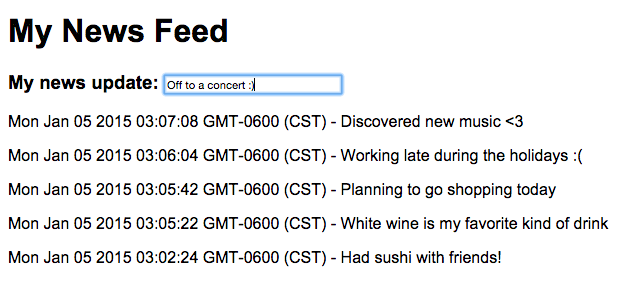 My News Feed
My news update: Off to a concert :)
Mon Jan 05 2015 03:07:08 GMT-0600 (CST) - Discovered new music <3
Mon Jan 05 2015 03:06:04 GMT-0600 (CST) - Working late during the holidays :(
Mon Jan 05 2015 03:05:42 GMT-0600 (CST) - Planning to go shopping today
Mon Jan 05 2015 03:05:22 GMT-0600 (CST) - White wine is my favorite kind of drink
Mon Jan 05 2015 03:02:24 GMT-0600 (CST) - Had sushi with friends!